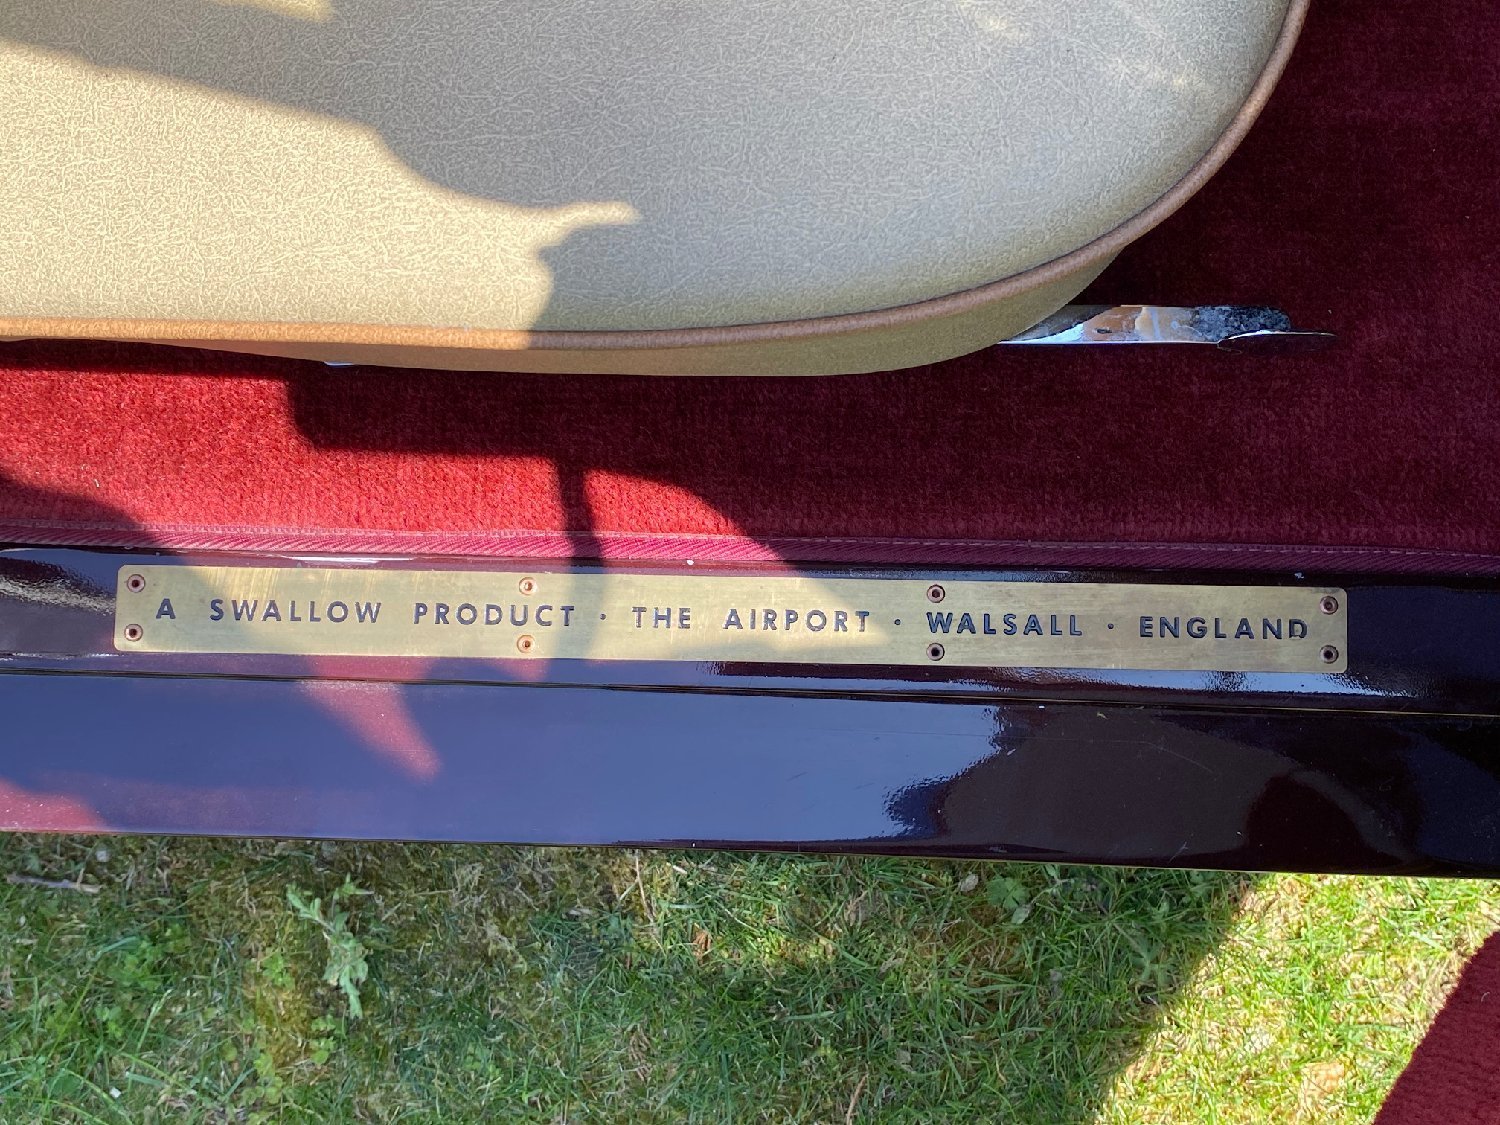 A SWALLOW PRODUCT · THE AIRPORT · WALSALL · ENGLAND